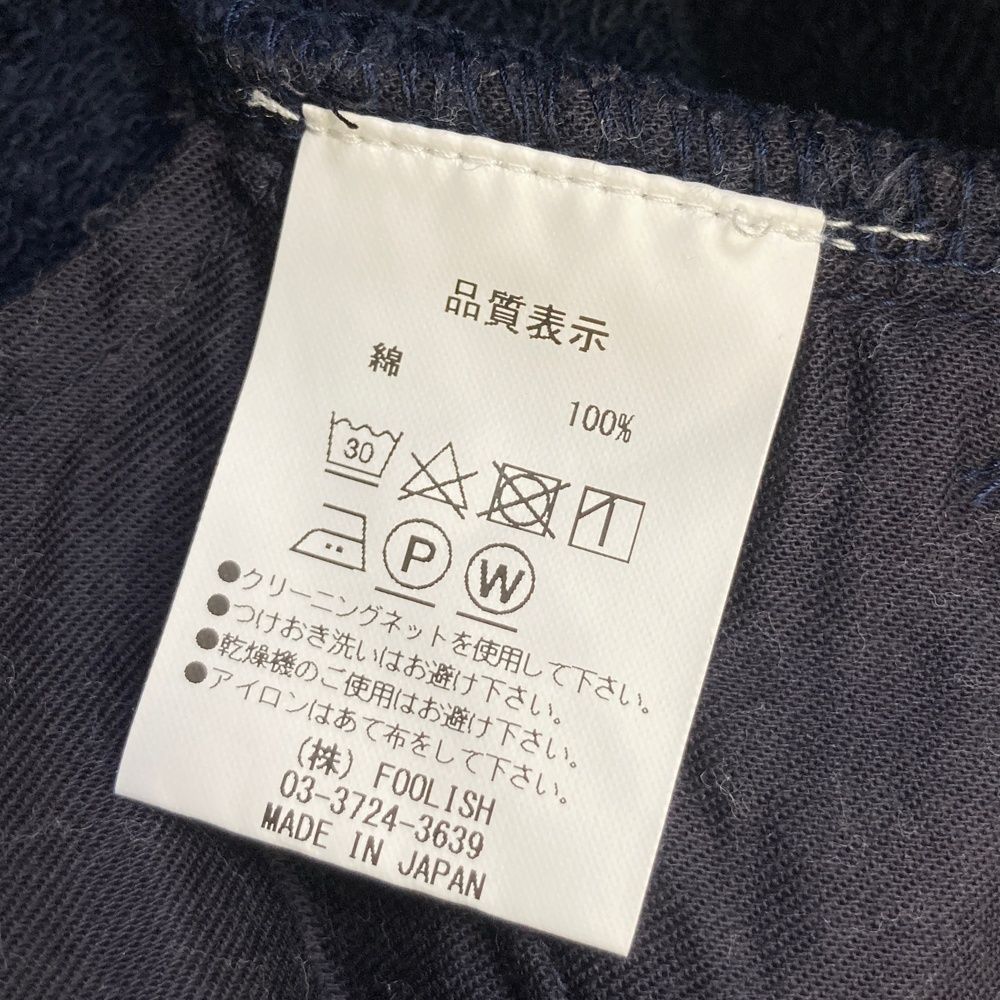 品質表示
綿
100%
30
P W
●クリーニングネットを使用して下さい。
●つけおき洗いはお避け下さい。
●乾燥機のご使用はお避け下さい。
●アイロンはあて布をして下さい。
(株) FOOLISH
03-3724-3639
MADE IN JAPAN